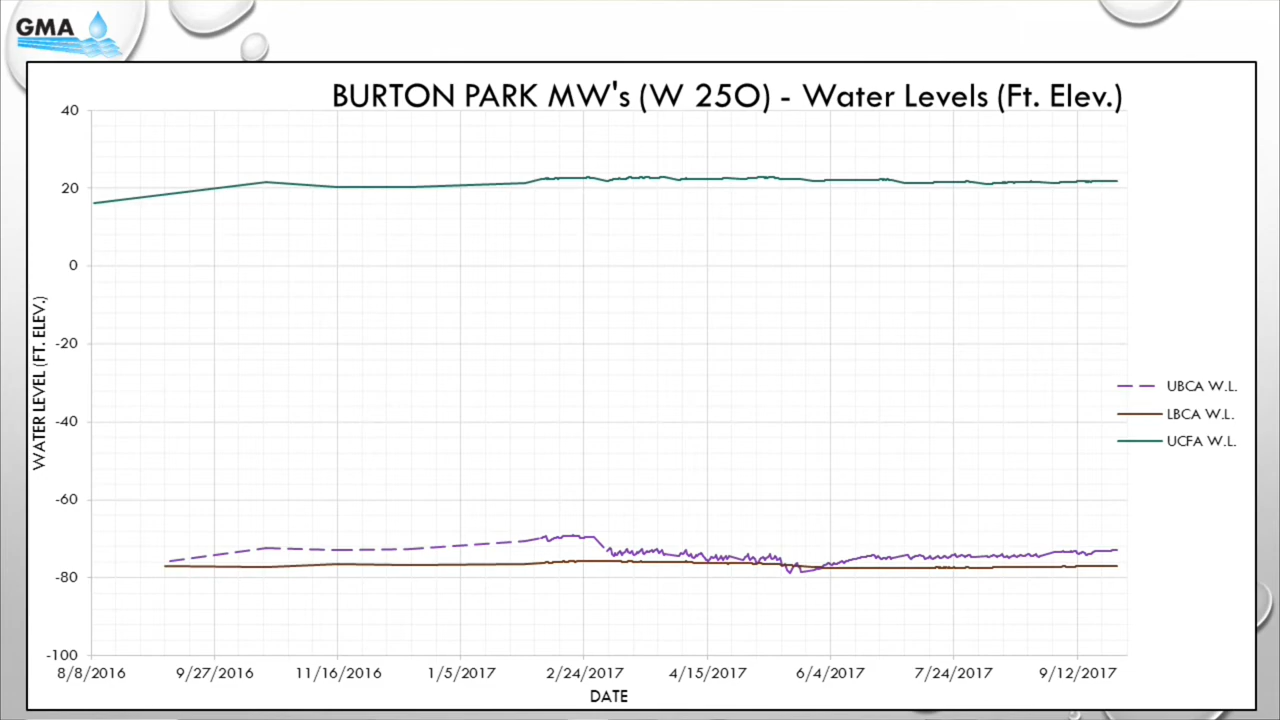 GMA
BURTON PARK MW's (W 250) - Water Levels (Ft. Elev.)
40
20
0
-20
-40
-60
-80
-100
WATER LEVEL (FT. ELEV.)
UBCA W.L.
LBCA W.L.
UCFA W.L.
8/8/2016 9/27/2016 11/16/2016 1/5/2017 2/24/2017 4/15/2017 6/4/2017 7/24/2017 9/12/2017
DATE